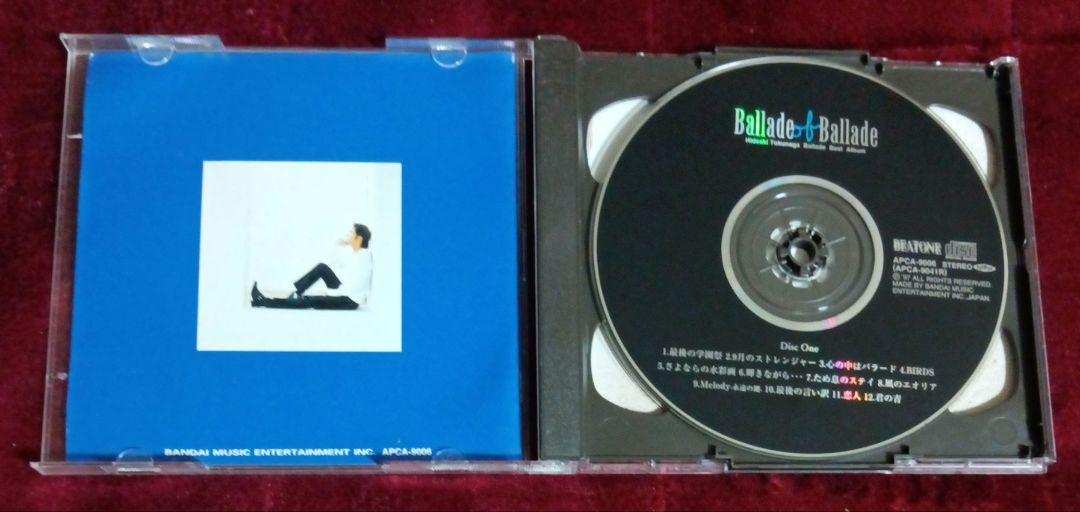 BANDAI MUSIC ENTERTAINMENT INC. APCA-9006
Ballade of Ballade
Hideaki Tokunaga Ballade Best Album
BEATONE
APCA-9006 STEREO
(APCA-9041R)
Ⓟ '97 ALL RIGHTS RESERVED.
MADE BY BANDAI MUSIC
ENTERTAINMENT INC.,JAPAN.
Disc One
1.最後の学園祭 2.9月のストレンジャー 3.心の中はバラード 4.BIRDS
5.さよならの水彩画 6.輝きながら… 7.ため息のステイ 8.風のエオリア
9.Melody-永遠の翼- 10.最後の言い訳 11.恋人 12.君の青